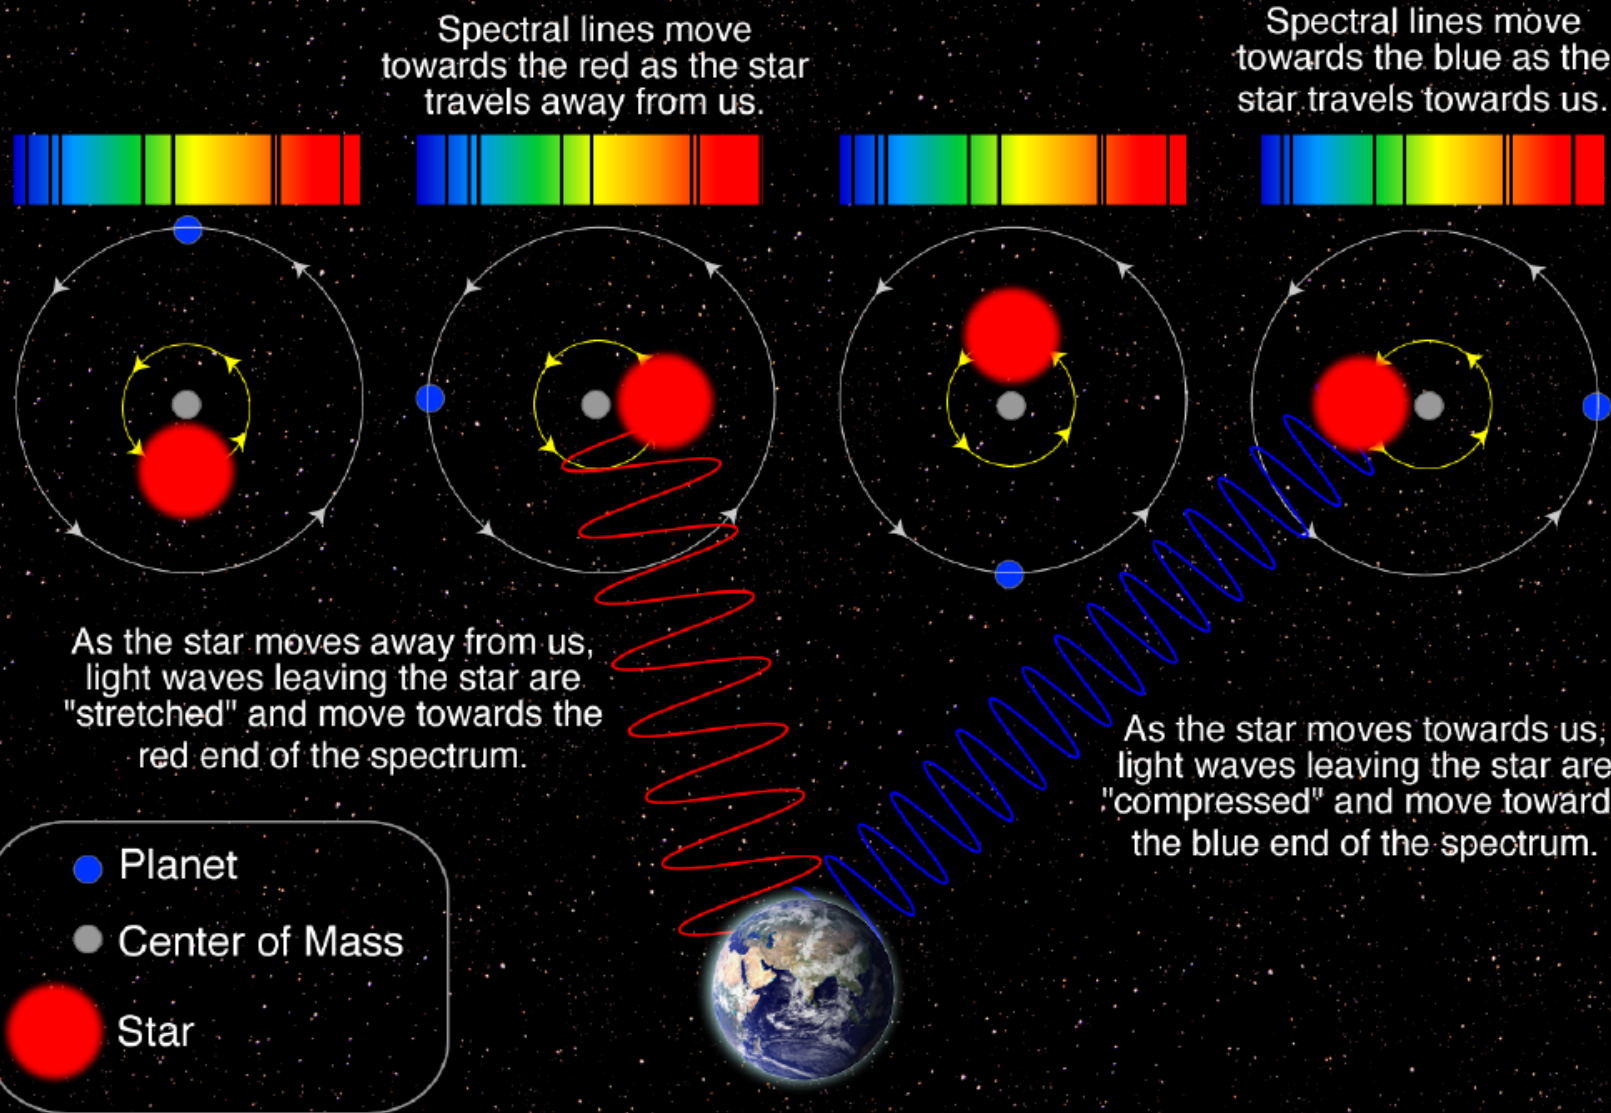 Spectral lines move
towards the red as the star
travels away from us.
Spectral lines move
towards the blue as the
star travels towards us.
As the star moves away from us,
light waves leaving the star are
"stretched" and move towards the
red end of the spectrum.
As the star moves towards us,
light waves leaving the star are
"compressed" and move toward
the blue end of the spectrum.
Planet
Center of Mass
Star